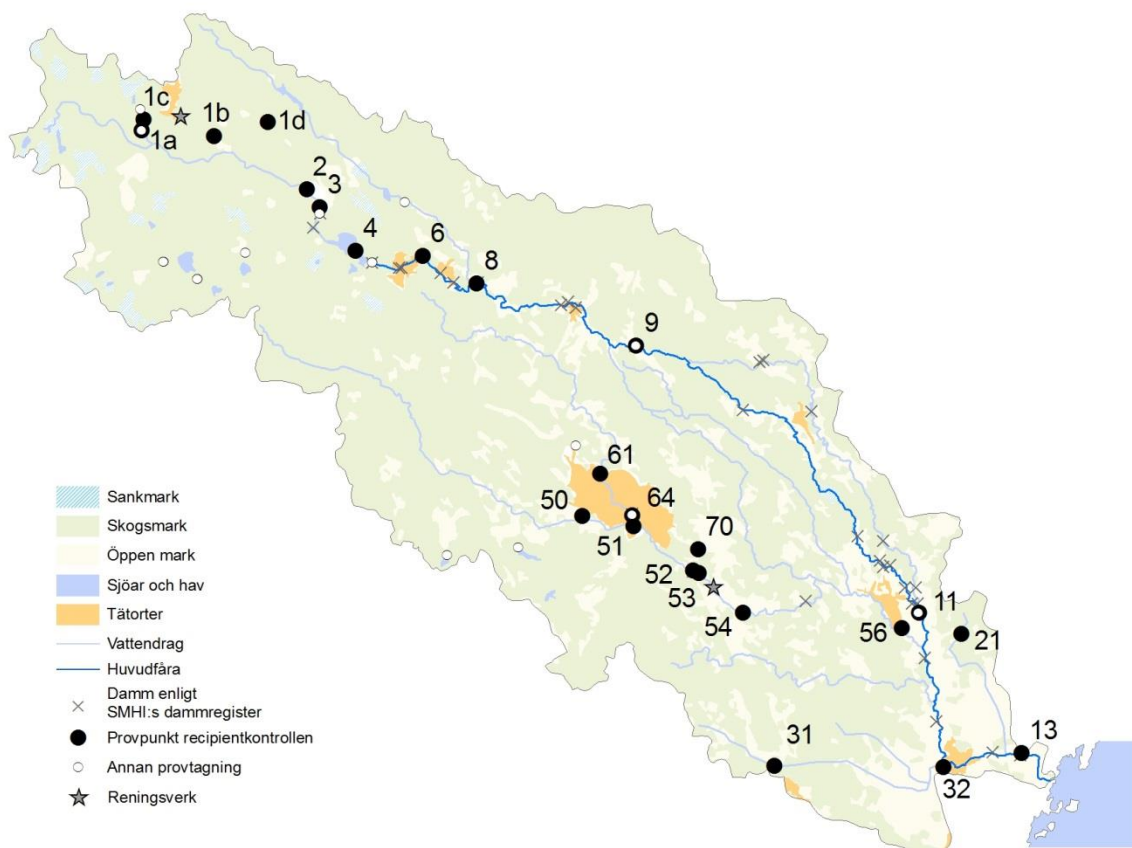 1c
1b
1d
1a
2
3
4
6
8
9
61
50
64
51
70
52
53
54
11
56
21
31
13
32
Sankmark
Skogsmark
Öppen mark
Sjöar och hav
Tätorter
Vattendrag
Huvudfåra
Damm enligt
SMHI:s dammregister
Provpunkt recipientkontrollen
Annan provtagning
Reningsverk